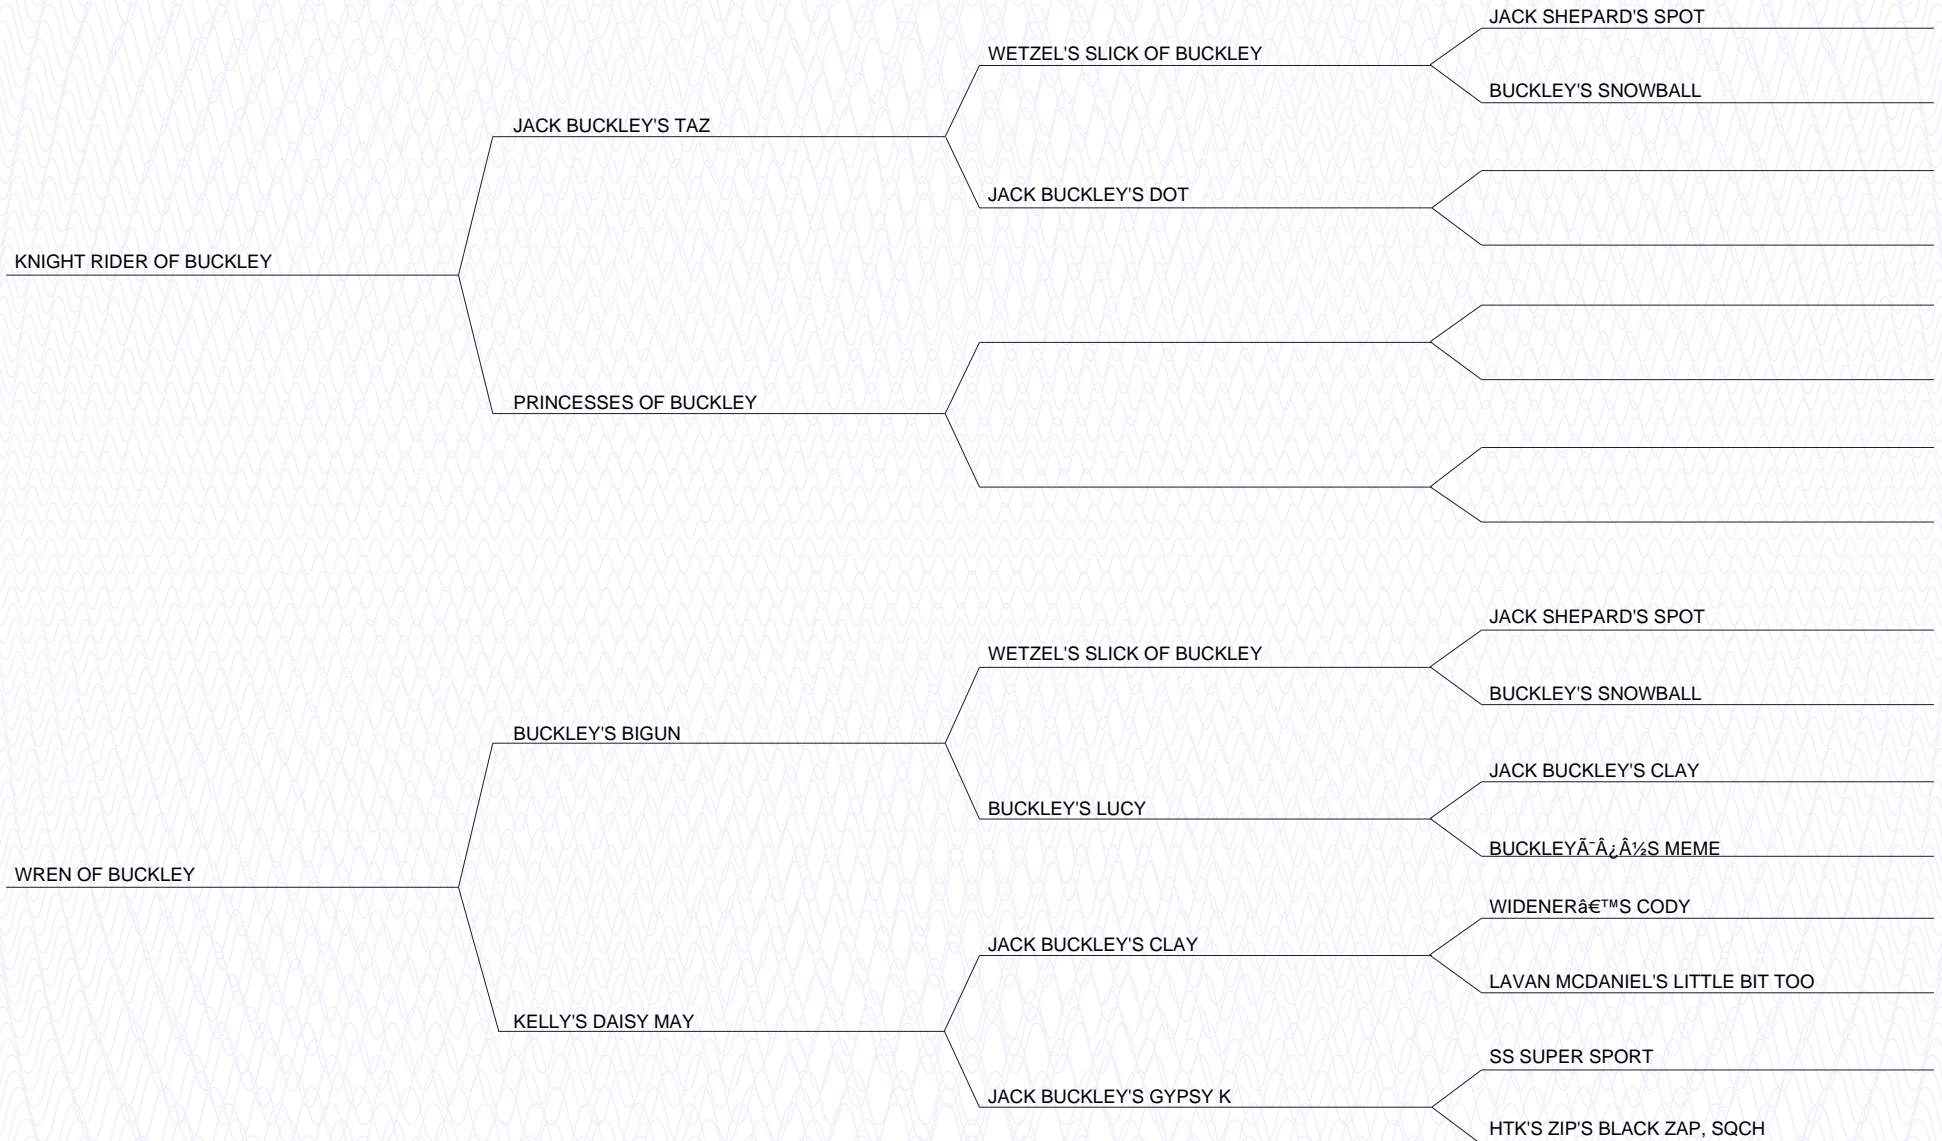 JACK SHEPARD'S SPOT
WETZEL'S SLICK OF BUCKLEY
BUCKLEY'S SNOWBALL
JACK BUCKLEY'S TAZ
JACK BUCKLEY'S DOT
KNIGHT RIDER OF BUCKLEY
PRINCESSES OF BUCKLEY
JACK SHEPARD'S SPOT
WETZEL'S SLICK OF BUCKLEY
BUCKLEY'S SNOWBALL
BUCKLEY'S BIGUN
JACK BUCKLEY'S CLAY
BUCKLEY'S LUCY
BUCKLEYÃ¯Â¿Â½S MEME
WREN OF BUCKLEY
WIDENERâ€™S CODY
JACK BUCKLEY'S CLAY
LAVAN MCDANIEL'S LITTLE BIT TOO
KELLY'S DAISY MAY
SS SUPER SPORT
JACK BUCKLEY'S GYPSY K
HTK'S ZIP'S BLACK ZAP, SQCH